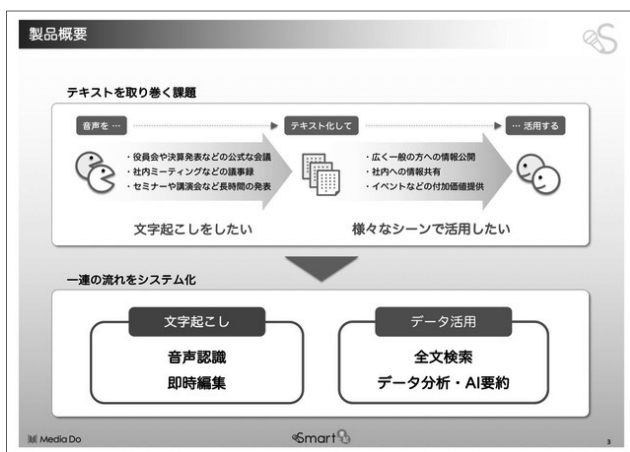 製品概要
テキストを取り巻く課題
音声を …
テキスト化して
… 活用する
・役員会や決算発表などの公式な会議
・社内ミーティングなどの議事録
・セミナーや講演会など長時間の発表
・広く一般の方への情報公開
・社内への情報共有
・イベントなどの付加価値提供
文字起こしをしたい
様々なシーンで活用したい
一連の流れをシステム化
文字起こし
音声認識
即時編集
データ活用
全文検索
データ分析・AI要約
Media Do
Smart
3